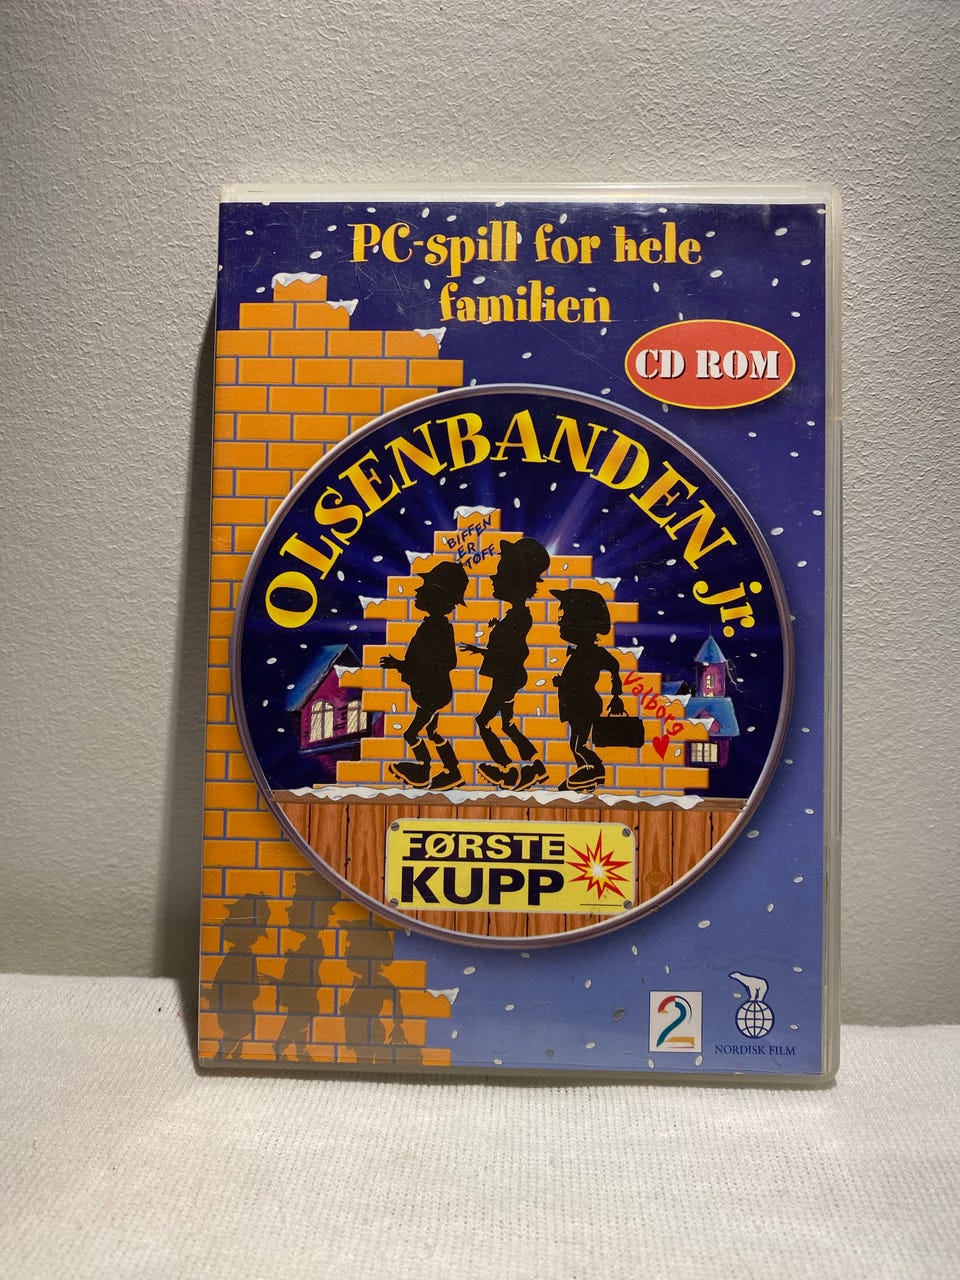 PC-spill for hele
familien
CD ROM
OLSENBANDEN jr.
BIFFEN
ER
TØFF
Valborg
FØRSTE
KUPP
2
NORDISK FILM